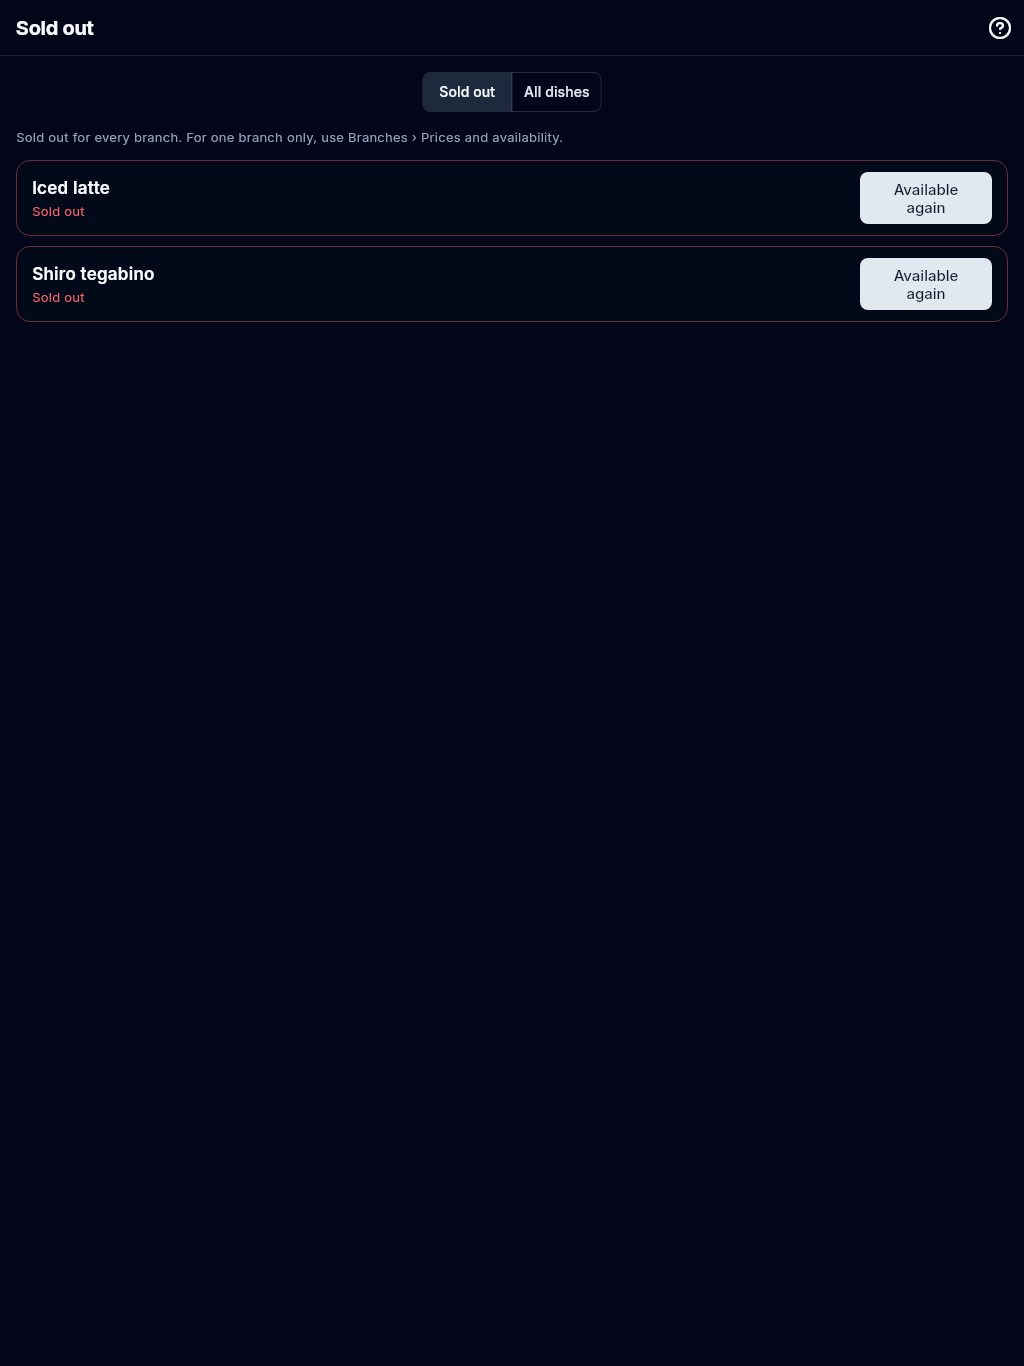 Sold out
Sold out
All dishes
Sold out for every branch. For one branch only, use Branches › Prices and availability.
Iced latte
Sold out
Available
again
Shiro tegabino
Sold out
Available
again